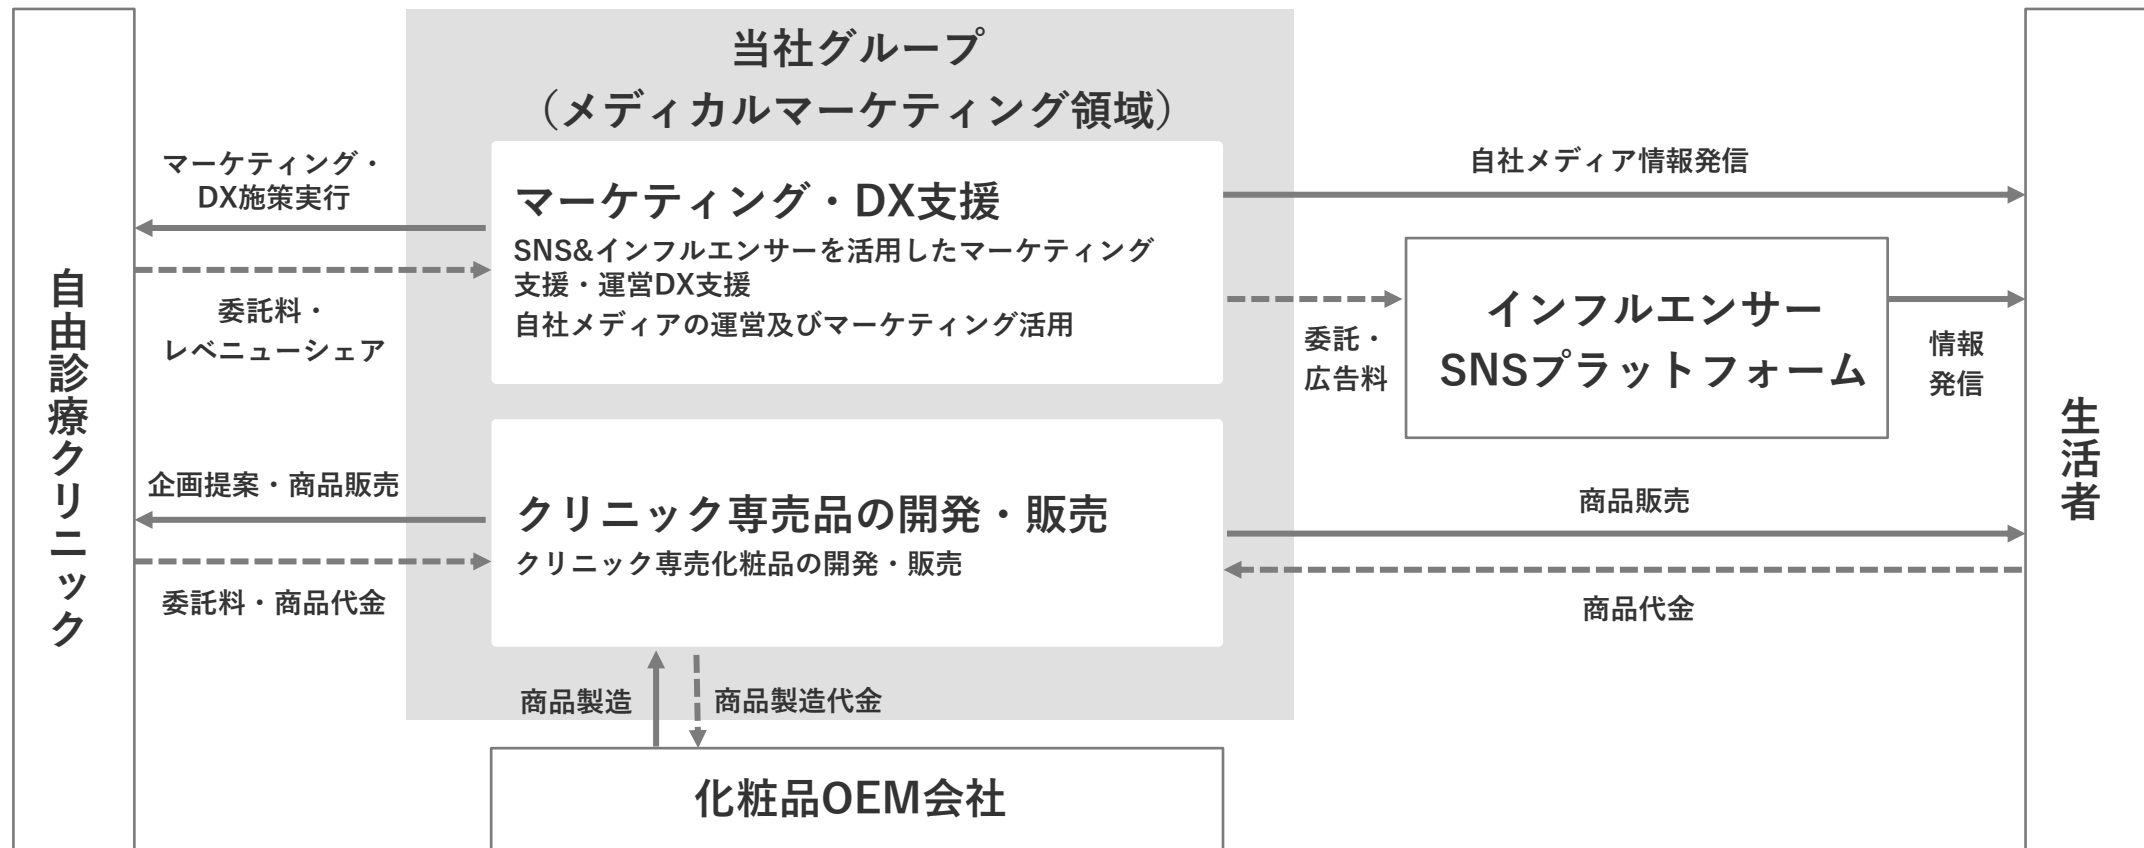 当社グループ
（メディカルマーケティング領域）
マーケティング・
DX施策実行
委託料・
レベニューシェア
自由診療クリニック
企画提案・商品販売
委託料・商品代金
マーケティング・DX支援
SNS&インフルエンサーを活用したマーケティング
支援・運営DX支援
自社メディアの運営及びマーケティング活用
クリニック専売品の開発・販売
クリニック専売化粧品の開発・販売
商品製造
商品製造代金
化粧品OEM会社
自社メディア情報発信
委託・
広告料
インフルエンサー
SNSプラットフォーム
情報
発信
商品販売
商品代金
生活者